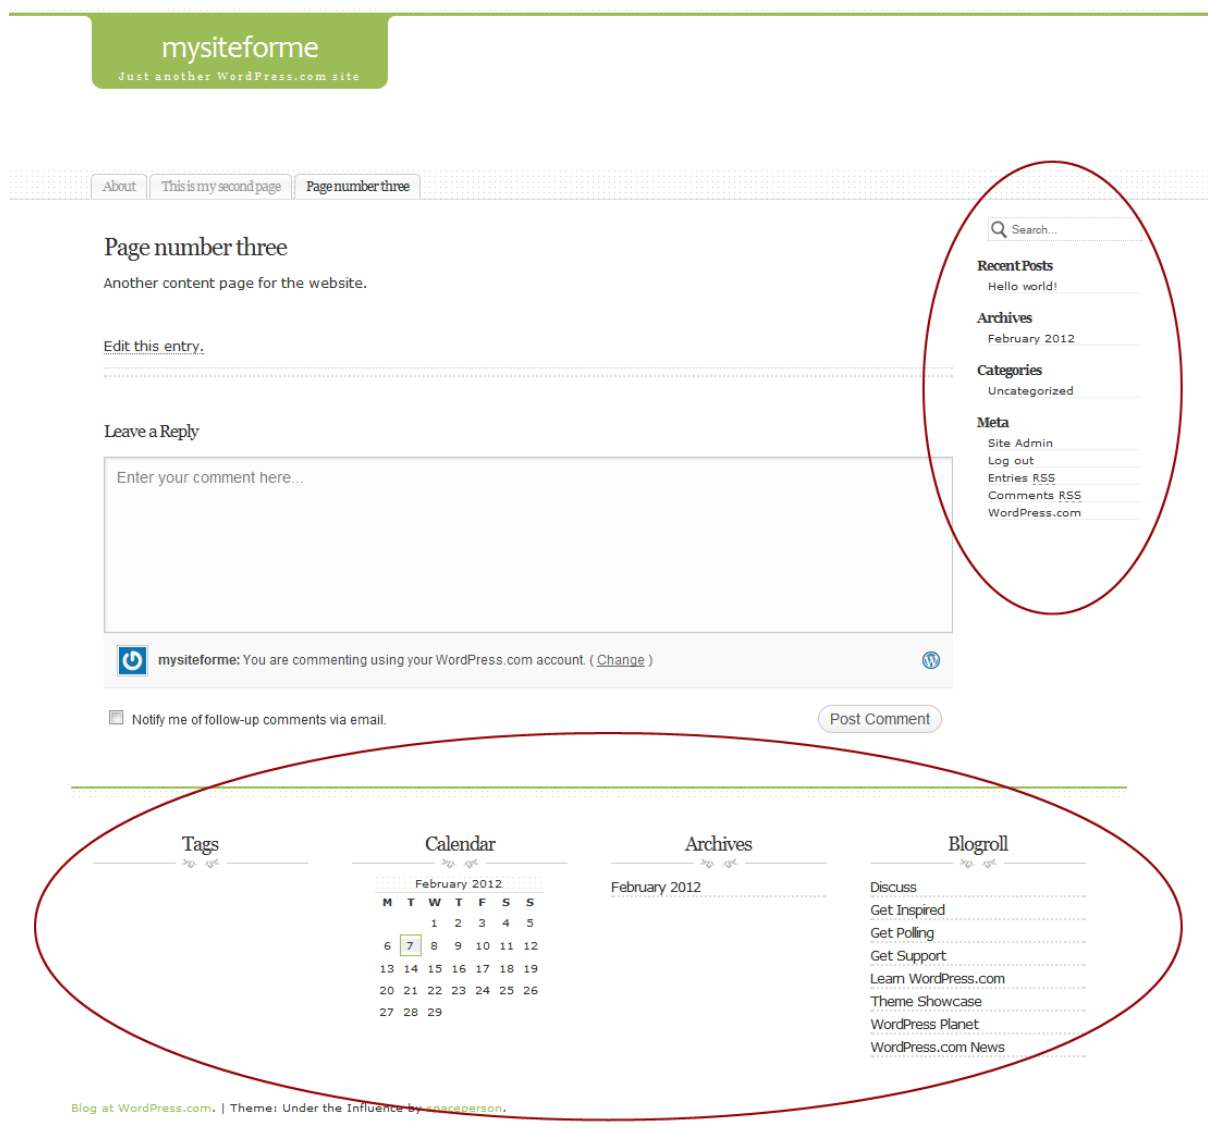 mysiteforme
Just another WordPress.com site
About
This is my second page
Page number three
Page number three
Another content page for the website.
Edit this entry.
Leave a Reply
Enter your comment here...
mysiteforme: You are commenting using your WordPress.com account. ( Change )
Notify me of follow-up comments via email.
Post Comment
Search...
Recent Posts
Hello world!
Archives
February 2012
Categories
Uncategorized
Meta
Site Admin
Log out
Entries RSS
Comments RSS
WordPress.com
Tags
Calendar
February 2012
M T W T F S S
1 2 3 4 5
6 7 8 9 10 11 12
13 14 15 16 17 18 19
20 21 22 23 24 25 26
27 28 29
Archives
February 2012
Blogroll
Discuss
Get Inspired
Get Polling
Get Support
Learn WordPress.com
Theme Showcase
WordPress Planet
WordPress.com News
Blog at WordPress.com. | Theme: Under the Influence by spaceperson.